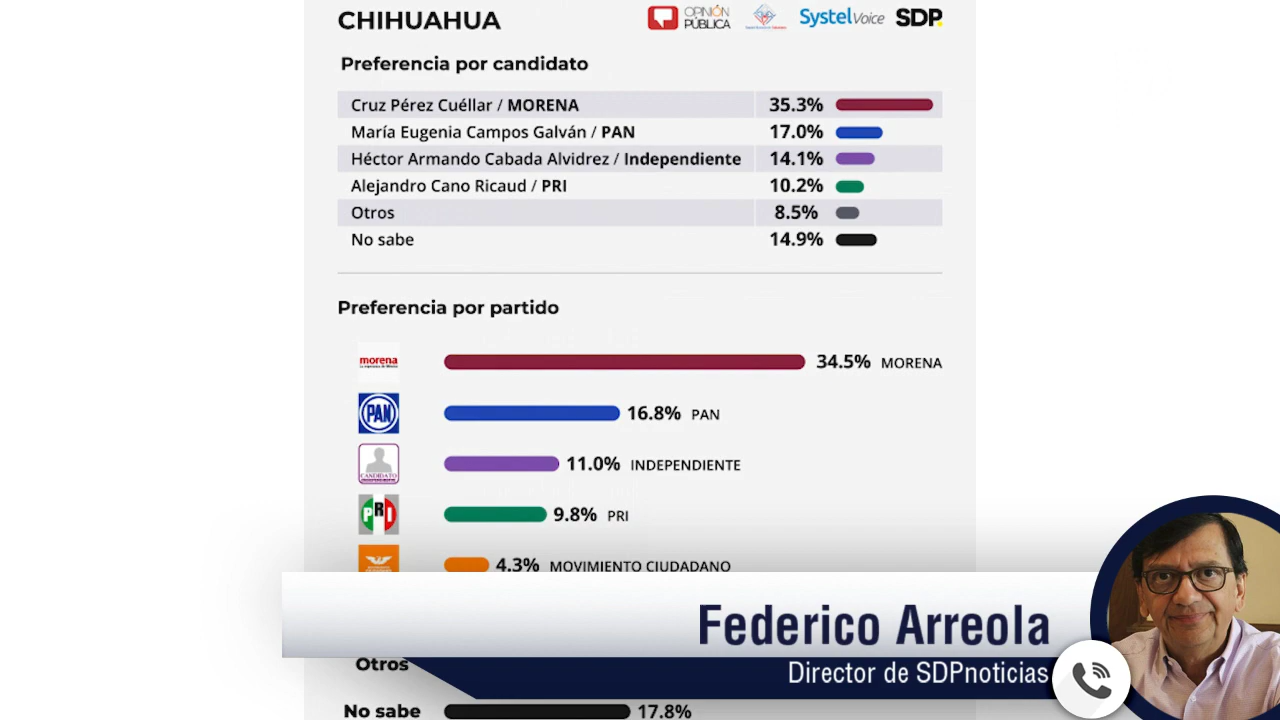 CHIHUAHUA
OPINIÓN PÚBLICA
SystelVoice
SDP
Preferencia por candidato
Cruz Pérez Cuéllar / MORENA 35.3%
María Eugenia Campos Galván / PAN 17.0%
Héctor Armando Cabada Alvidrez / Independiente 14.1%
Alejandro Cano Ricaud / PRI 10.2%
Otros 8.5%
No sabe 14.9%
Preferencia por partido
morena 34.5% MORENA
PAN 16.8% PAN
CANDIDATO 11.0% INDEPENDIENTE
PRI 9.8% PRI
4.3% MOVIMIENTO CIUDADANO
Federico Arreola
Director de SDPnoticias
Otros
No sabe 17.8%